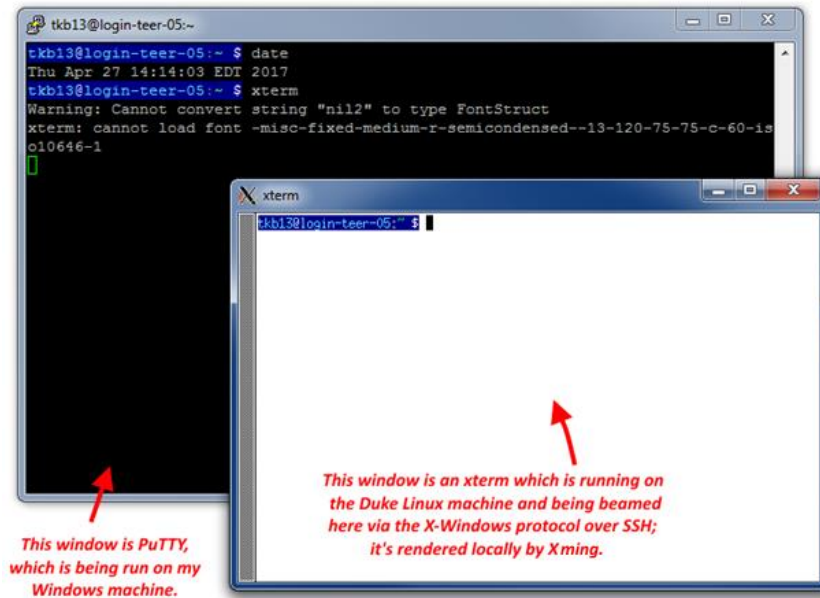 tkb13@login-teer-05:~
tkb13@login-teer-05:~ $ date
Thu Apr 27 14:14:03 EDT 2017
tkb13@login-teer-05:~ $ xterm
Warning: Cannot convert string "nil2" to type FontStruct
xterm: cannot load font -misc-fixed-medium-r-semicondensed--13-120-75-75-c-60-is
o10646-1
xterm
tkb13@login-teer-05:~ $
This window is an xterm which is running on
the Duke Linux machine and being beamed
here via the X-Windows protocol over SSH;
it's rendered locally by Xming.
This window is PuTTY,
which is being run on my
Windows machine.